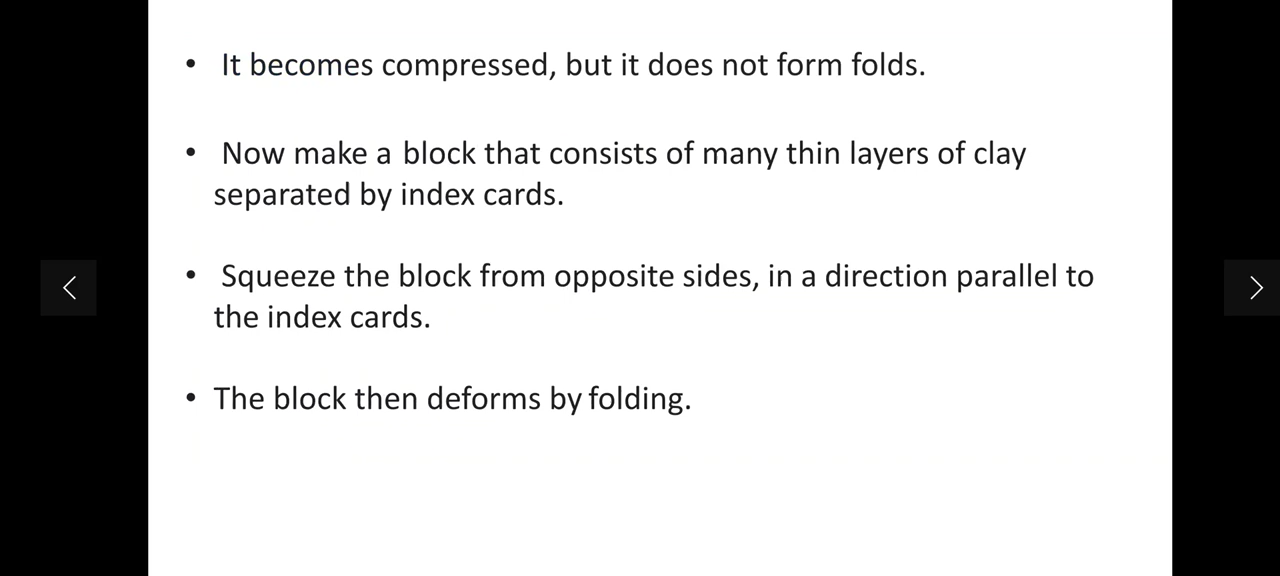 • It becomes compressed, but it does not form folds.
• Now make a block that consists of many thin layers of clay
separated by index cards.
• Squeeze the block from opposite sides, in a direction parallel to
the index cards.
• The block then deforms by folding.